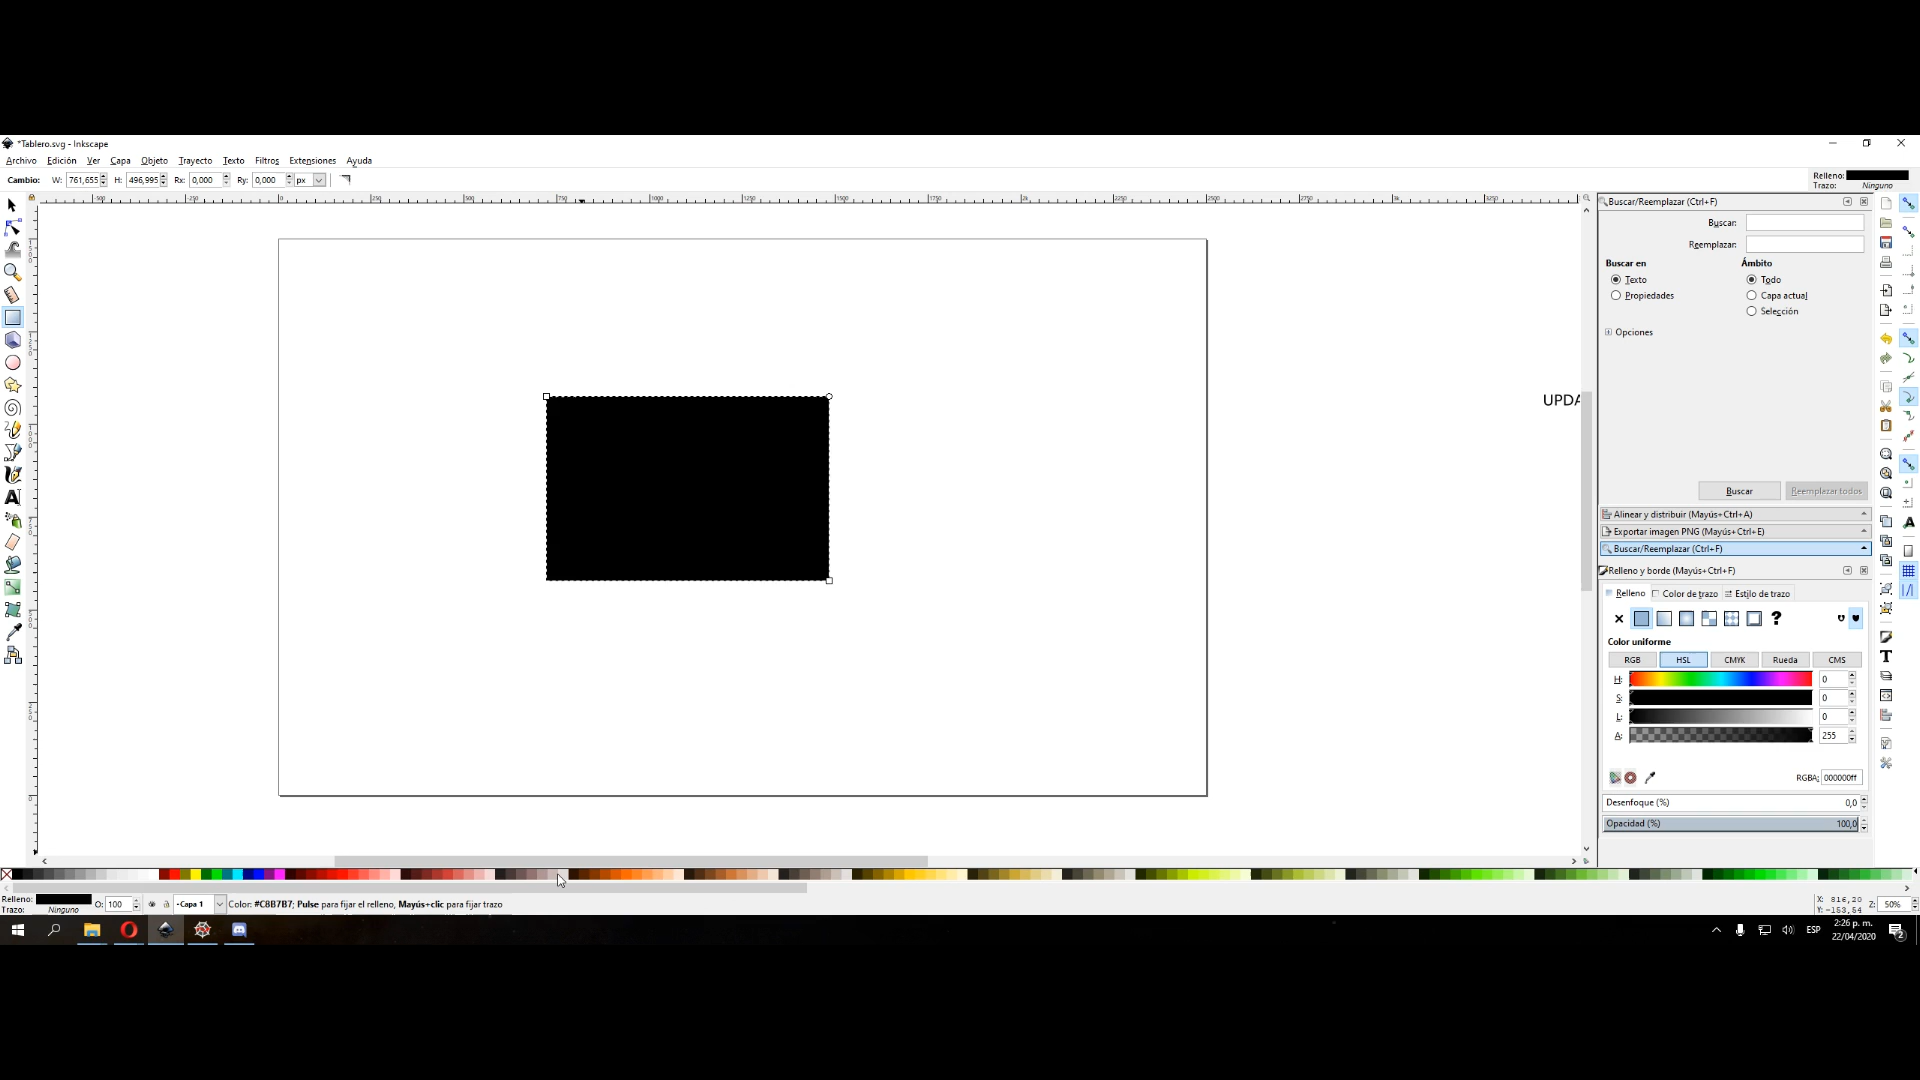 *Tablero.svg - Inkscape
Archivo Edición Ver Capa Objeto Trayecto Texto Filtros Extensiones Ayuda
Cambio: W: 761,655 H: 496,995 Rx: 0,000 Ry: 0,000 px
Relleno:
Trazo: Ninguno
Buscar/Reemplazar (Ctrl+F)
Buscar:
Reemplazar:
Buscar en Ámbito
Texto Todo
Propiedades Capa actual
Selección
Opciones
UPDA
Buscar Reemplazar todos
Alinear y distribuir (Mayús+Ctrl+A)
Exportar imagen PNG (Mayús+Ctrl+E)
Buscar/Reemplazar (Ctrl+F)
Relleno y borde (Mayús+Ctrl+F)
Relleno Color de trazo Estilo de trazo
Color uniforme
RGB HSL CMYK Rueda CMS
H: 0
S: 0
L: 0
A: 255
RGBA: 000000ff
Desenfoque (%) 0,0
Opacidad (%) 100,0
Relleno:
Trazo: Ninguno
O: 100
•Capa 1
Color: #C8B7B7; Pulse para fijar el relleno, Mayús+clic para fijar trazo
X: 816,20
Y: -153,54
Z: 50%
ESP
2:26 p. m.
22/04/2020
2